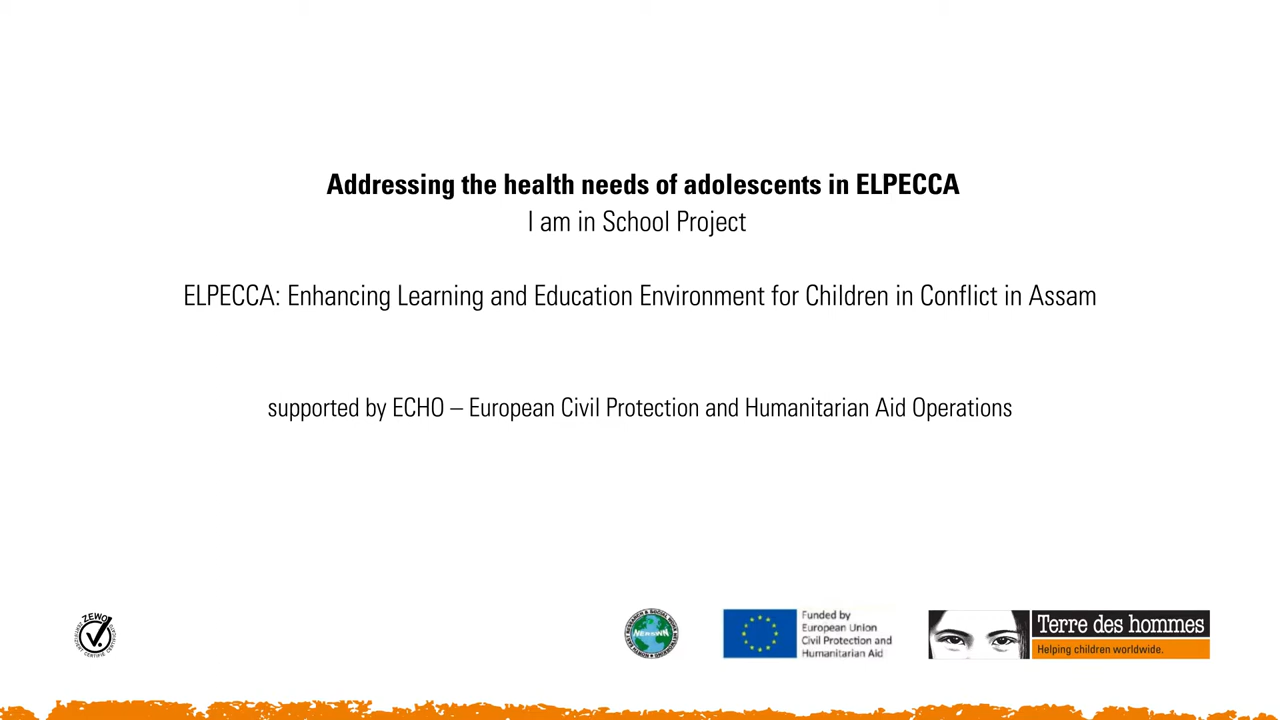 Addressing the health needs of adolescents in ELPECCA
I am in School Project
ELPECCA: Enhancing Learning and Education Environment for Children in Conflict in Assam
supported by ECHO – European Civil Protection and Humanitarian Aid Operations
ZEWO
Funded by
European Union
Civil Protection and
Humanitarian Aid
Terre des hommes
Helping children worldwide.